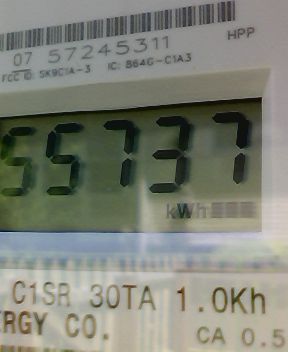 HPP
07 57245311
FCC ID: SK9C1A-3 IC: 864G-C1A3
55737
kWh
C1SR 30TA 1.0Kh
ERGY CO.
CA 0.5